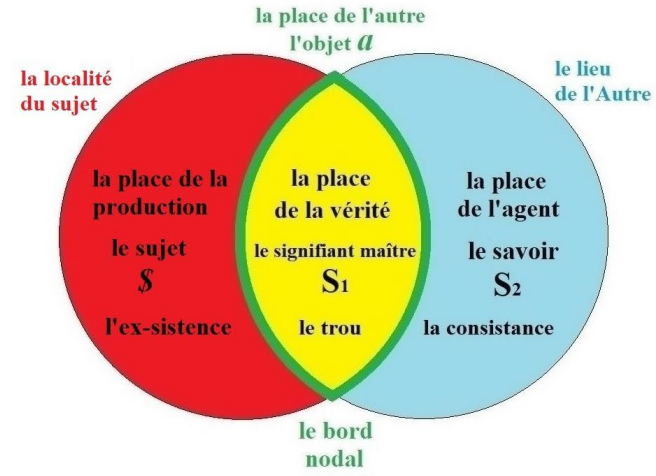 la place de l'autre
l'objet a
la localité
du sujet
le lieu
de l'Autre
la place de la
production
le sujet
$
l'ex-sistence
la place
de la vérité
le signifiant maître
S1
le trou
la place
de l'agent
le savoir
S2
la consistance
le bord
nodal